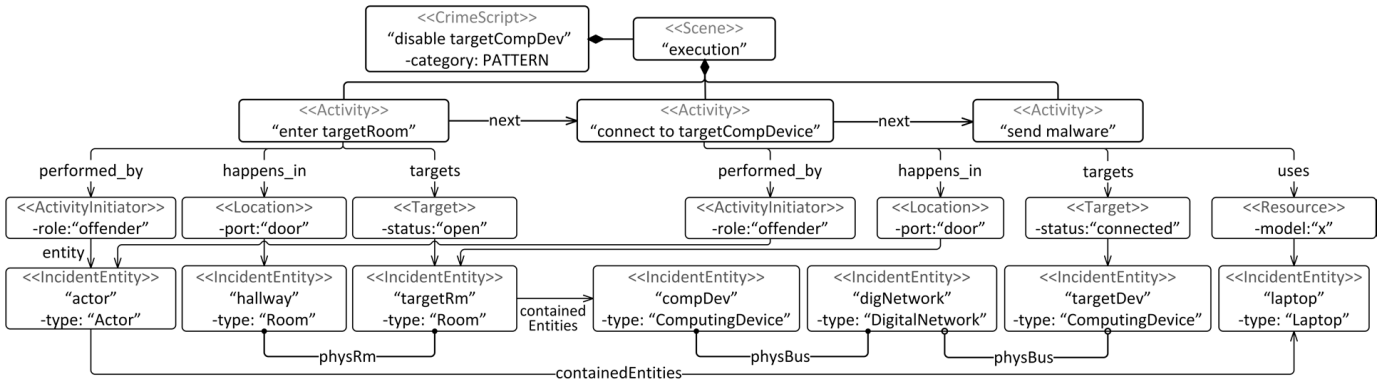 <<CrimeScript>>
“disable targetCompDev”
-category: PATTERN
<<Scene>>
“execution”
<<Activity>>
“enter targetRoom”
next
<<Activity>>
“connect to targetCompDevice”
next
<<Activity>>
“send malware”
performed_by
happens_in
targets
performed_by
happens_in
targets
uses
<<ActivityInitiator>>
-role:“offender”
<<Location>>
-port:“door”
<<Target>>
-status:“open”
<<ActivityInitiator>>
-role:“offender”
<<Location>>
-port:“door”
<<Target>>
-status:“connected”
<<Resource>>
-model:“x”
entity
<<IncidentEntity>>
“actor”
-type: “Actor”
<<IncidentEntity>>
“hallway”
-type: “Room”
<<IncidentEntity>>
“targetRm”
-type: “Room”
contained
Entities
<<IncidentEntity>>
“compDev”
-type: “ComputingDevice”
<<IncidentEntity>>
“digNetwork”
-type: “DigitalNetwork”
<<IncidentEntity>>
“targetDev”
-type: “ComputingDevice”
<<IncidentEntity>>
“laptop”
-type: “Laptop”
physRm
physBus
physBus
containedEntities